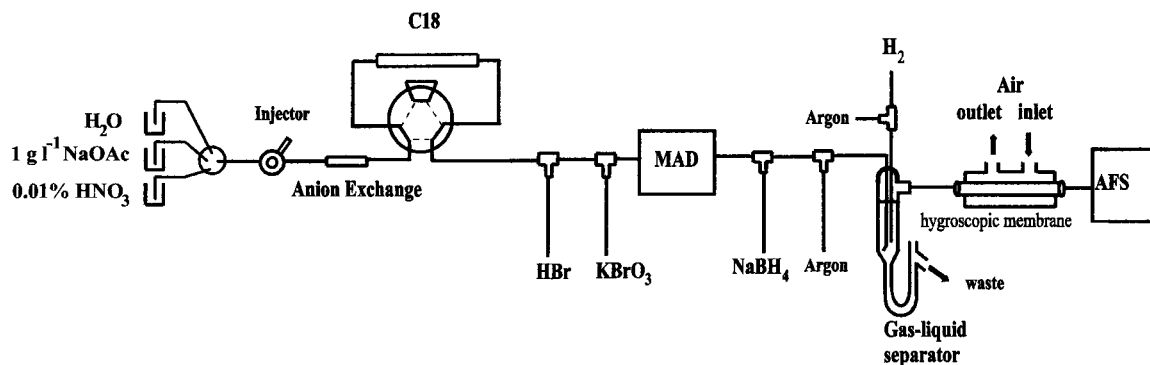 C18
H₂
H₂O
Injector
Argon
Air
outlet
inlet
1 g l⁻¹ NaOAc
0.01% HNO₃
Anion Exchange
MAD
AFS
hygroscopic membrane
HBr
KBrO₃
NaBH₄
Argon
waste
Gas-liquid
separator